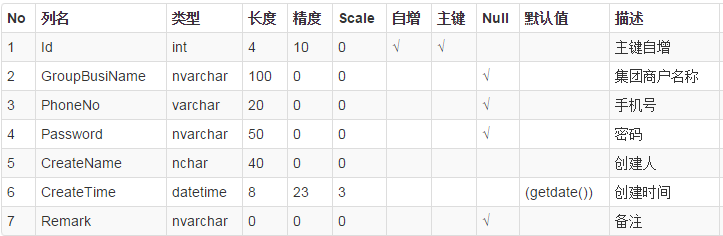 No 列名 类型 长度 精度 Scale 自增 主键 Null 默认值 描述
1 Id int 4 10 0 √ √ 主键自增
2 GroupBusiName nvarchar 100 0 0 √ 集团商户名称
3 PhoneNo varchar 20 0 0 √ 手机号
4 Password nvarchar 50 0 0 √ 密码
5 CreateName nchar 40 0 0 创建人
6 CreateTime datetime 8 23 3 (getdate()) 创建时间
7 Remark nvarchar 0 0 0 √ 备注